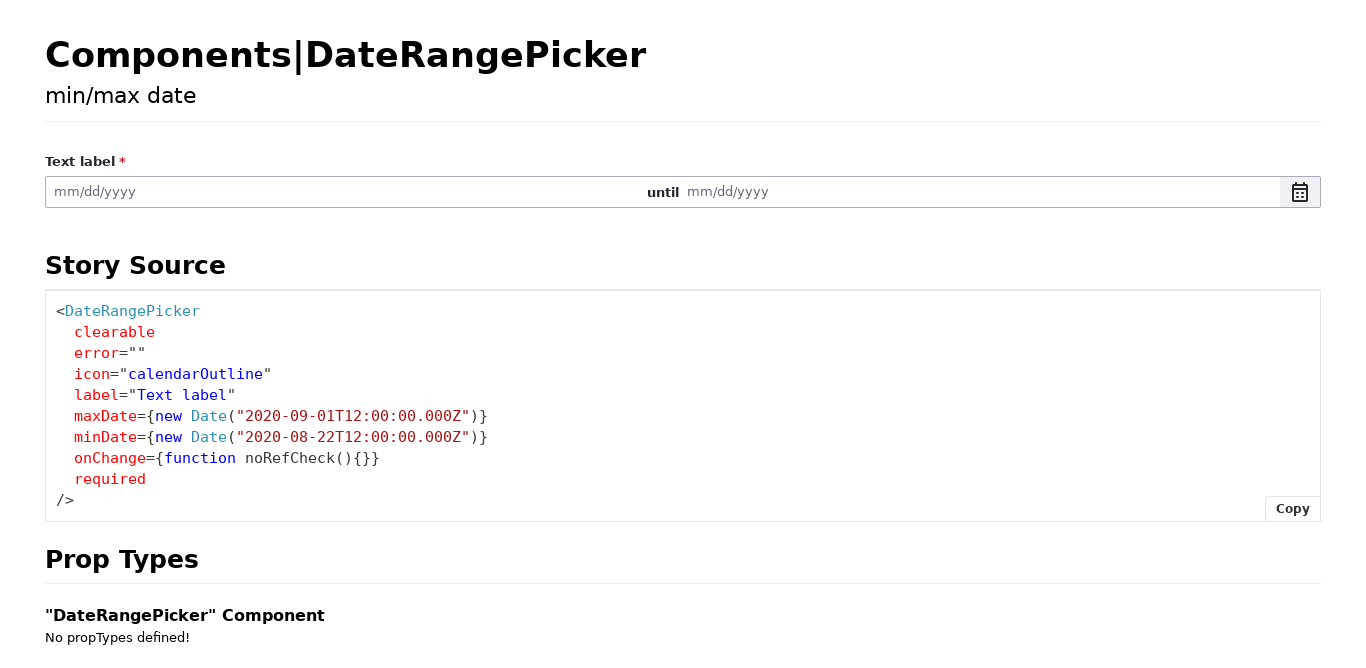 Components|DateRangePicker
min/max date
Text label *
mm/dd/yyyy until mm/dd/yyyy
Story Source
<DateRangePicker
  clearable
  error=""
  icon="calendarOutline"
  label="Text label"
  maxDate={new Date("2020-09-01T12:00:00.000Z")}
  minDate={new Date("2020-08-22T12:00:00.000Z")}
  onChange={function noRefCheck(){}}
  required
/>
Copy
Prop Types
"DateRangePicker" Component
No propTypes defined!